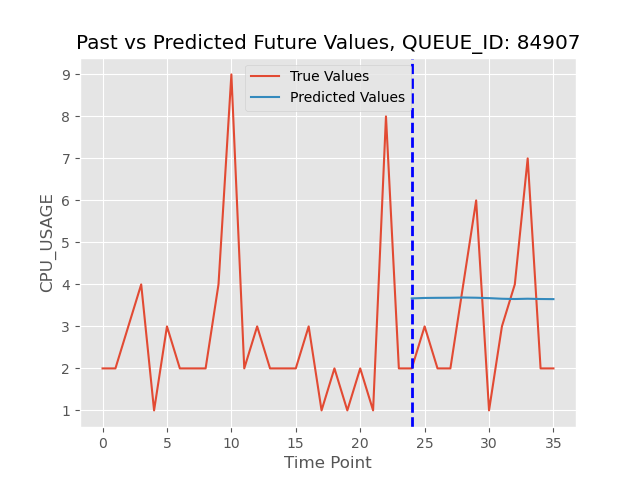 Past vs Predicted Future Values, QUEUE_ID: 84907
True Values
Predicted Values
CPU_USAGE
9
8
7
6
5
4
3
2
1
0 5 10 15 20 25 30 35
Time Point